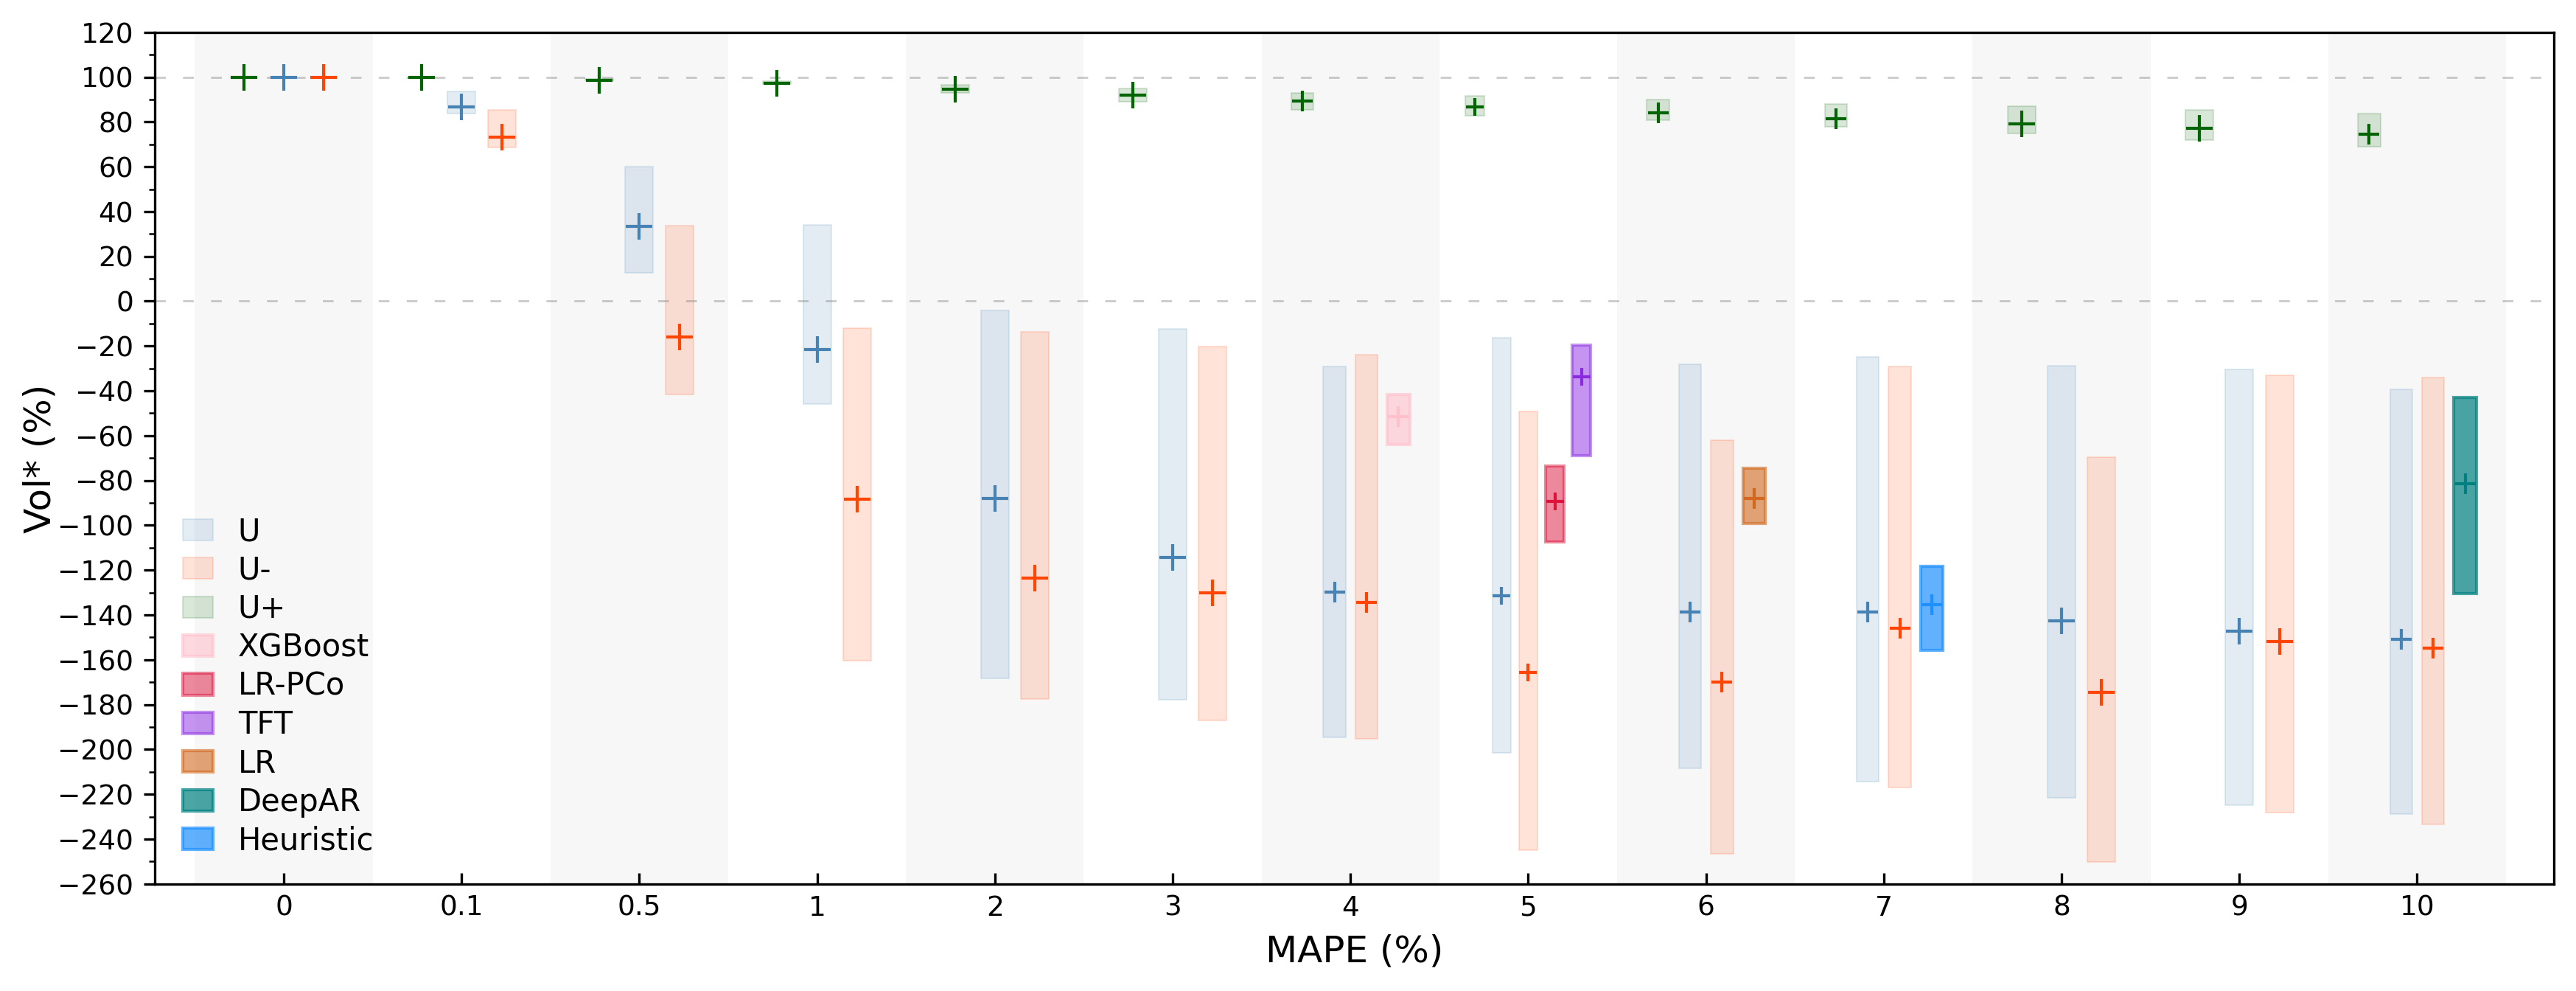 120
100
80
60
40
20
0
−20
−40
−60
−80
−100
−120
−140
−160
−180
−200
−220
−240
−260
Vol* (%)
U
U-
U+
XGBoost
LR-PCo
TFT
LR
DeepAR
Heuristic
0 0.1 0.5 1 2 3 4 5 6 7 8 9 10
MAPE (%)